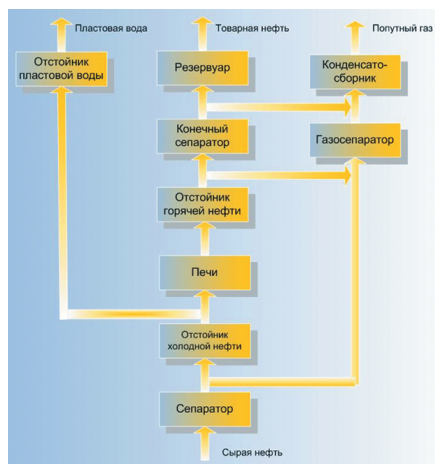 Пластовая вода
Товарная нефть
Попутный газ
Отстойник
пластовой воды
Резервуар
Конденсато-
сборник
Конечный
сепаратор
Газосепаратор
Отстойник
горячей нефти
Печи
Отстойник
холодной нефти
Сепаратор
Сырая нефть